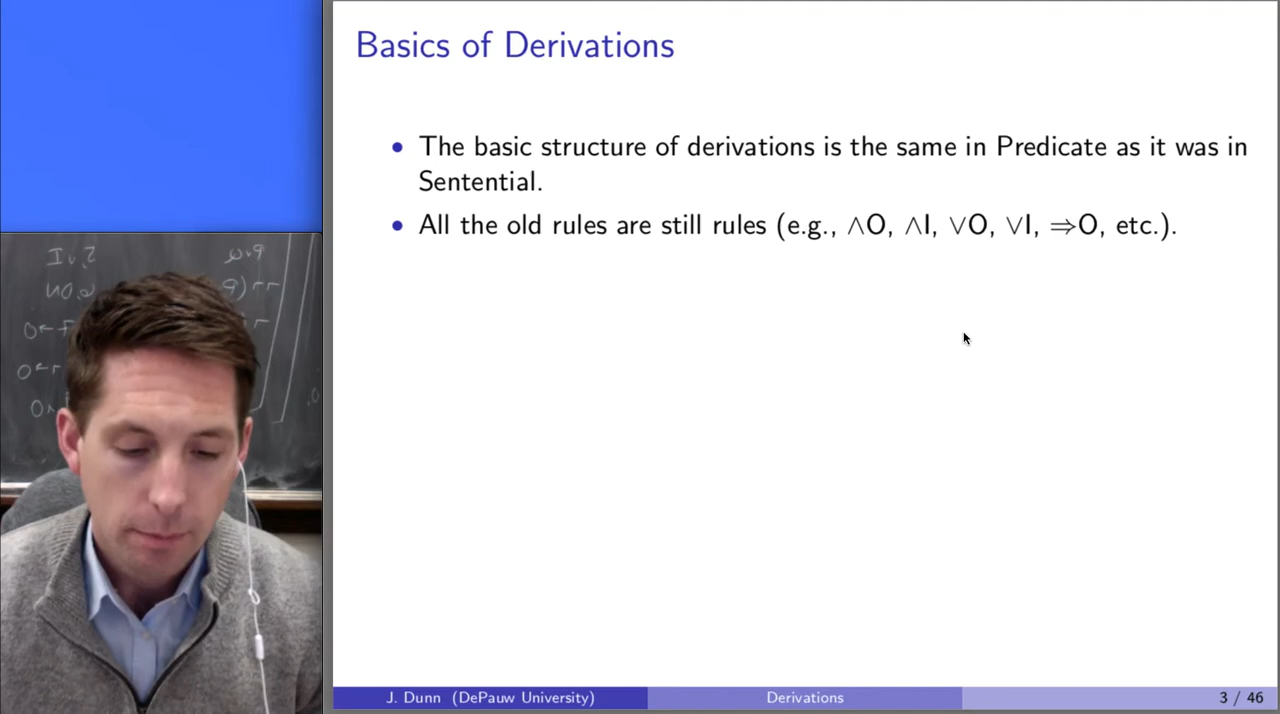 Basics of Derivations
• The basic structure of derivations is the same in Predicate as it was in
Sentential.
• All the old rules are still rules (e.g., ∧O, ∧I, ∨O, ∨I, ⇒O, etc.).
J. Dunn (DePauw University)
Derivations
3 / 46